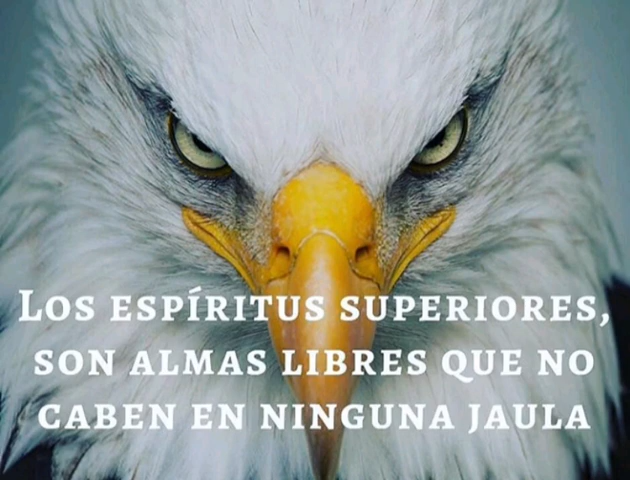 Los espíritus superiores,
son almas libres que no
caben en ninguna jaula